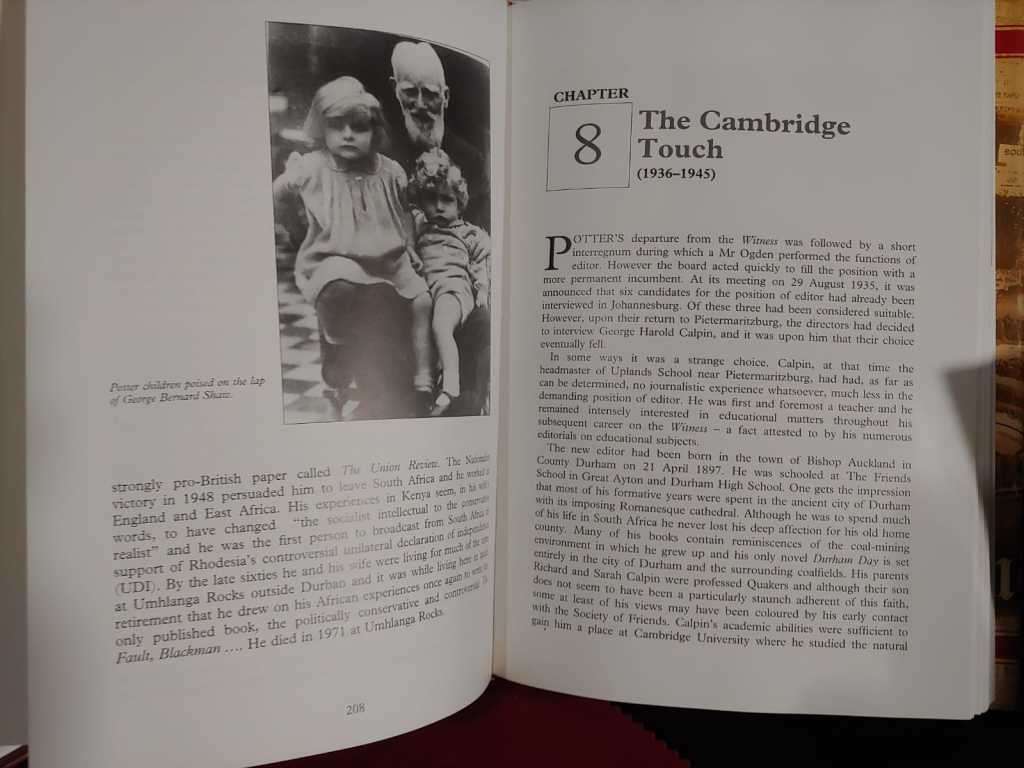 Potter children poised on the lap
of George Bernard Shaw.
strongly pro-British paper called The Union Review. The Nationalist
victory in 1948 persuaded him to leave South Africa and he worked in
England and East Africa. His experiences in Kenya seem, in his wife's
words, to have changed "the socialist intellectual to the conservative
realist" and he was the first person to broadcast from South Africa in
support of Rhodesia's controversial unilateral declaration of independence
(UDI). By the late sixties he and his wife were living for much of the
at Umhlanga Rocks outside Durban and it was while living here in
retirement that he drew on his African experiences once again to write his
only published book, the politically conservative and controversial
Fault, Blackman .... He died in 1971 at Umhlanga Rocks.
208
CHAPTER
8
The Cambridge
Touch
(1936–1945)
POTTER'S departure from the Witness was followed by a short
interregnum during which a Mr Ogden performed the functions of
editor. However the board acted quickly to fill the position with a
more permanent incumbent. At its meeting on 29 August 1935, it was
announced that six candidates for the position of editor had already been
interviewed in Johannesburg. Of these three had been considered suitable.
However, upon their return to Pietermaritzburg, the directors had decided
to interview George Harold Calpin, and it was upon him that their choice
eventually fell.
In some ways it was a strange choice. Calpin, at that time the
headmaster of Uplands School near Pietermaritzburg, had had, as far as
can be determined, no journalistic experience whatsoever, much less in the
demanding position of editor. He was first and foremost a teacher and he
remained intensely interested in educational matters throughout his
subsequent career on the Witness – a fact attested to by his numerous
editorials on educational subjects.
The new editor had been born in the town of Bishop Auckland in
County Durham on 21 April 1897. He was schooled at The Friends
School in Great Ayton and Durham High School. One gets the impression
that most of his formative years were spent in the ancient city of Durham
with its imposing Romanesque cathedral. Although he was to spend much
of his life in South Africa he never lost his deep affection for his old home
county. Many of his books contain reminiscences of the coal-mining
environment in which he grew up and his only novel Durham Day is set
entirely in the city of Durham and the surrounding coalfields. His parents
Richard and Sarah Calpin were professed Quakers and although their son
does not seem to have been a particularly staunch adherent of this faith,
some at least of his views may have been coloured by his early contact
with the Society of Friends. Calpin's academic abilities were sufficient to
gain him a place at Cambridge University where he studied the natural